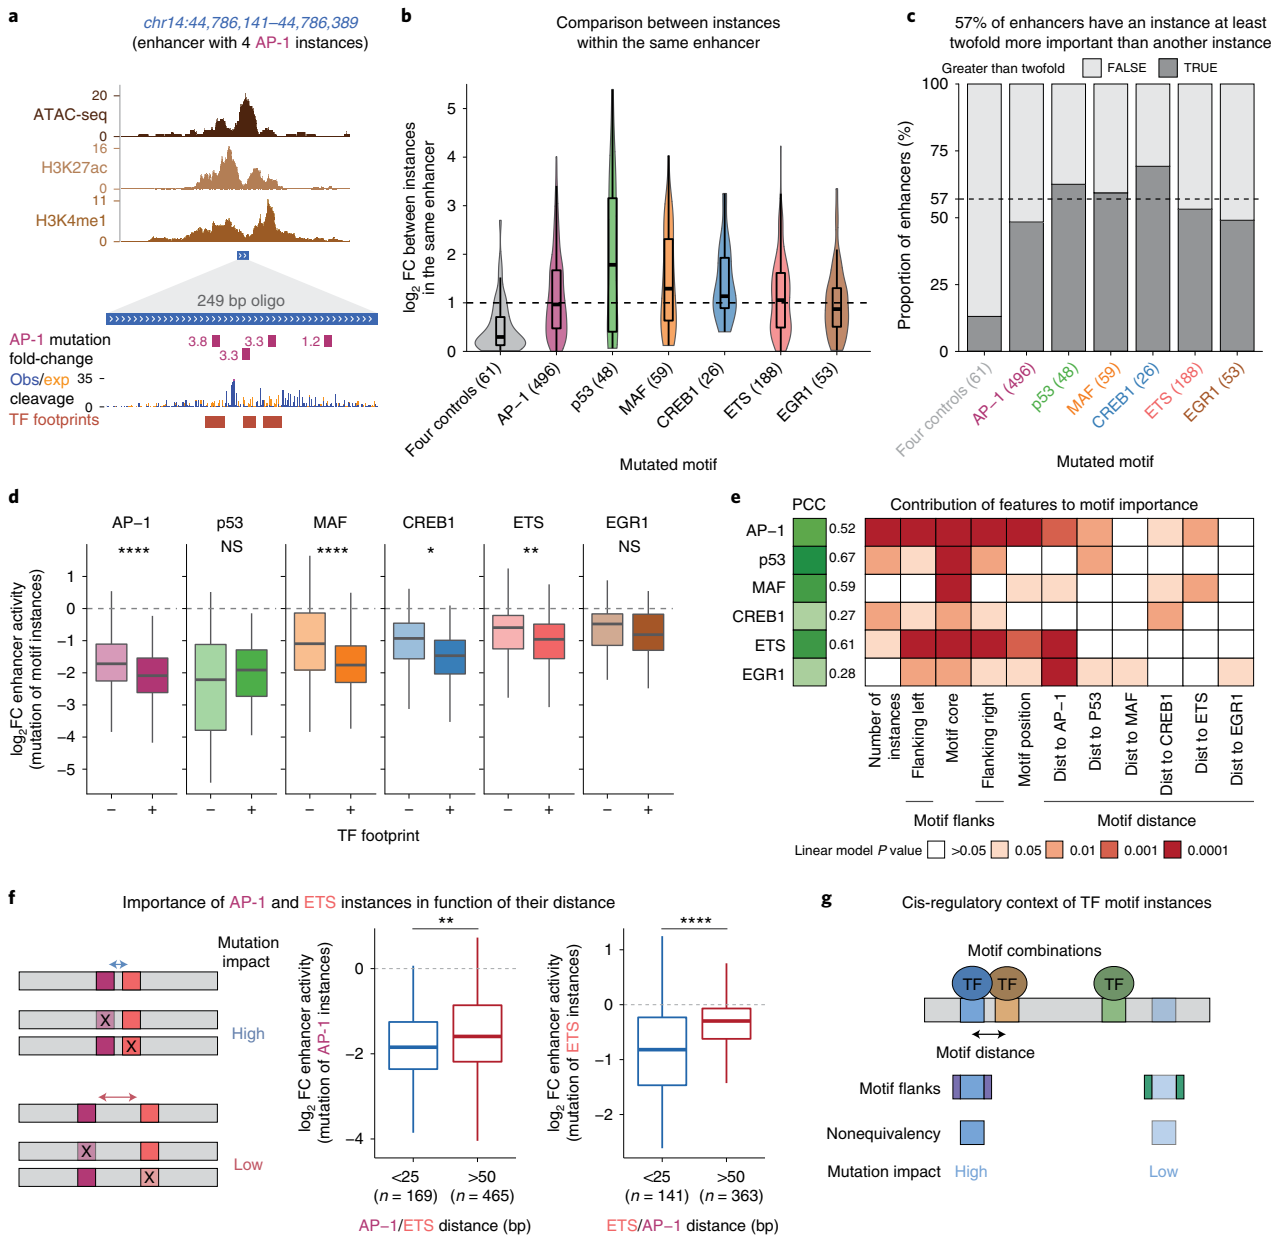 a
chr14:44,786,141–44,786,389
(enhancer with 4 AP-1 instances)
20
ATAC-seq
0
16
H3K27ac
0
11
H3K4me1
0
249 bp oligo
AP-1 mutation
fold-change
3.8
3.3
3.3
1.2
Obs/exp
cleavage
35
0
TF footprints
b
Comparison between instances
within the same enhancer
log2 FC between instances
in the same enhancer
5
4
3
2
1
0
Four controls (61)
AP-1 (496)
p53 (48)
MAF (59)
CREB1 (26)
ETS (188)
EGR1 (53)
Mutated motif
c
57% of enhancers have an instance at least
twofold more important than another instance
Greater than twofold
FALSE
TRUE
Proportion of enhancers (%)
100
75
57
50
25
0
Four controls (61)
AP-1 (496)
p53 (48)
MAF (59)
CREB1 (26)
ETS (188)
EGR1 (53)
Mutated motif
d
AP−1
p53
MAF
CREB1
ETS
EGR1
****
NS
****
*
**
NS
log2FC enhancer activity
(mutation of motif instances)
1
0
−1
−2
−3
−4
−5
− +
− +
− +
− +
− +
− +
TF footprint
e
PCC
Contribution of features to motif importance
AP−1 0.52
p53 0.67
MAF 0.59
CREB1 0.27
ETS 0.61
EGR1 0.28
Number of
instances
Flanking left
Motif core
Flanking right
Motif position
Dist to AP−1
Dist to P53
Dist to MAF
Dist to CREB1
Dist to ETS
Dist to EGR1
Motif flanks
Motif distance
Linear model P value
>0.05
0.05
0.01
0.001
0.0001
f
Importance of AP-1 and ETS instances in function of their distance
Mutation
impact
X
X
High
X
X
Low
**
log2 FC enhancer activity
(mutation of AP-1 instances)
0
−2
−4
<25
(n = 169)
>50
(n = 465)
AP−1/ETS distance (bp)
****
log2 FC enhancer activity
(mutation of ETS instances)
1
0
−1
−2
<25
(n = 141)
>50
(n = 363)
ETS/AP−1 distance (bp)
g
Cis-regulatory context of TF motif instances
Motif combinations
TF
TF
TF
Motif distance
Motif flanks
Nonequivalency
Mutation impact
High
Low